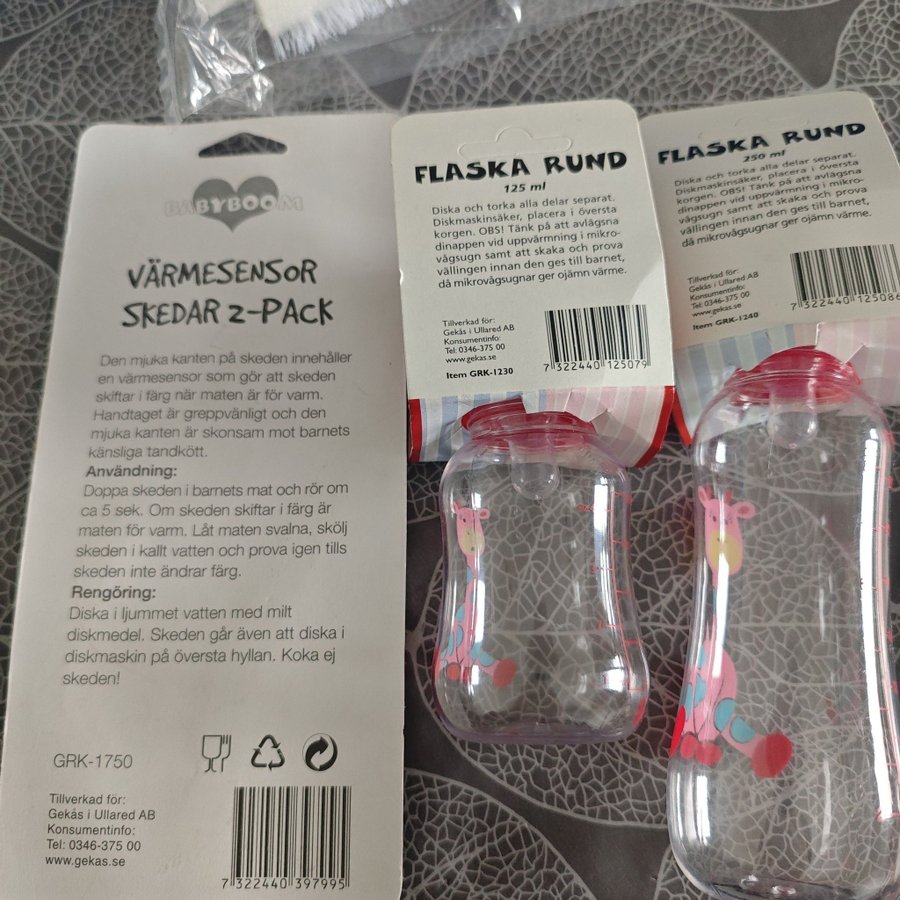 BABYBOOM
VÄRMESENSOR
SKEDAR 2-PACK
Den mjuka kanten på skeden innehåller
en värmesensor som gör att skeden
skiftar i färg när maten är för varm.
Handtaget är greppvänligt och den
mjuka kanten är skonsam mot barnets
känsliga tandkött.
Användning:
Doppa skeden i barnets mat och rör om
ca 5 sek. Om skeden skiftar i färg är
maten för varm. Låt maten svalna, skölj
skeden i kallt vatten och prova igen tills
skeden inte ändrar färg.
Rengöring:
Diska i ljummet vatten med milt
diskmedel. Skeden går även att diska i
diskmaskin på översta hyllan. Koka ej
skeden!
GRK-1750
Tillverkad för:
Gekås i Ullared AB
Konsumentinfo:
Tel: 0346-375 00
www.gekas.se
7 322440 397995
FLASKA RUND
125 ml
Diska och torka alla delar separat.
Diskmaskinsäker, placera i översta
korgen. OBS! Tänk på att avlägsna
dinappen vid uppvärmning i mikro-
vågsugn samt att skaka och prova
vällingen innan den ges till barnet,
då mikrovågsugnar ger ojämn värme.
Tillverkad för:
Gekås i Ullared AB
Konsumentinfo:
Tel: 0346-375 00
www.gekas.se
Item GRK-1230
7 322440 125079
FLASKA RUND
250 ml
Diska och torka alla delar separat.
Diskmaskinsäker, placera i översta
korgen. OBS! Tänk på att avlägsna
dinappen vid uppvärmning i mikro-
vågsugn samt att skaka och prova
vällingen innan den ges till barnet,
då mikrovågsugnar ger ojämn värme.
Tillverkad för:
Gekås i Ullared AB
Konsumentinfo:
Tel: 0346-375 00
www.gekas.se
Item GRK-1240
7 322440 125086